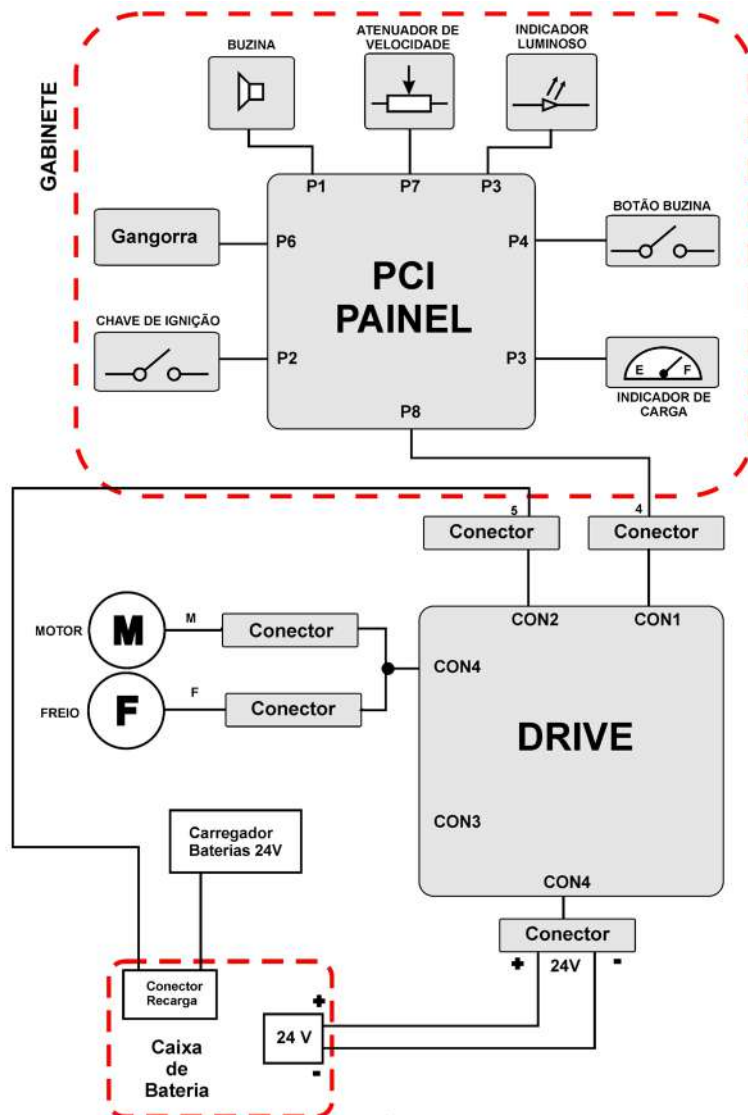 GABINETE
BUZINA
ATENUADOR DE
VELOCIDADE
INDICADOR
LUMINOSO
P1
P7
P3
Gangorra
P6
PCI
PAINEL
P4
BOTÃO BUZINA
CHAVE DE IGNIÇÃO
P2
P3
E
F
INDICADOR DE
CARGA
P8
5
4
Conector
Conector
CON2
CON1
MOTOR
M
M
Conector
CON4
FREIO
F
F
Conector
DRIVE
CON3
Carregador
Baterias 24V
CON4
Conector
+
24V
-
Conector
Recarga
+
24 V
-
Caixa
de
Bateria